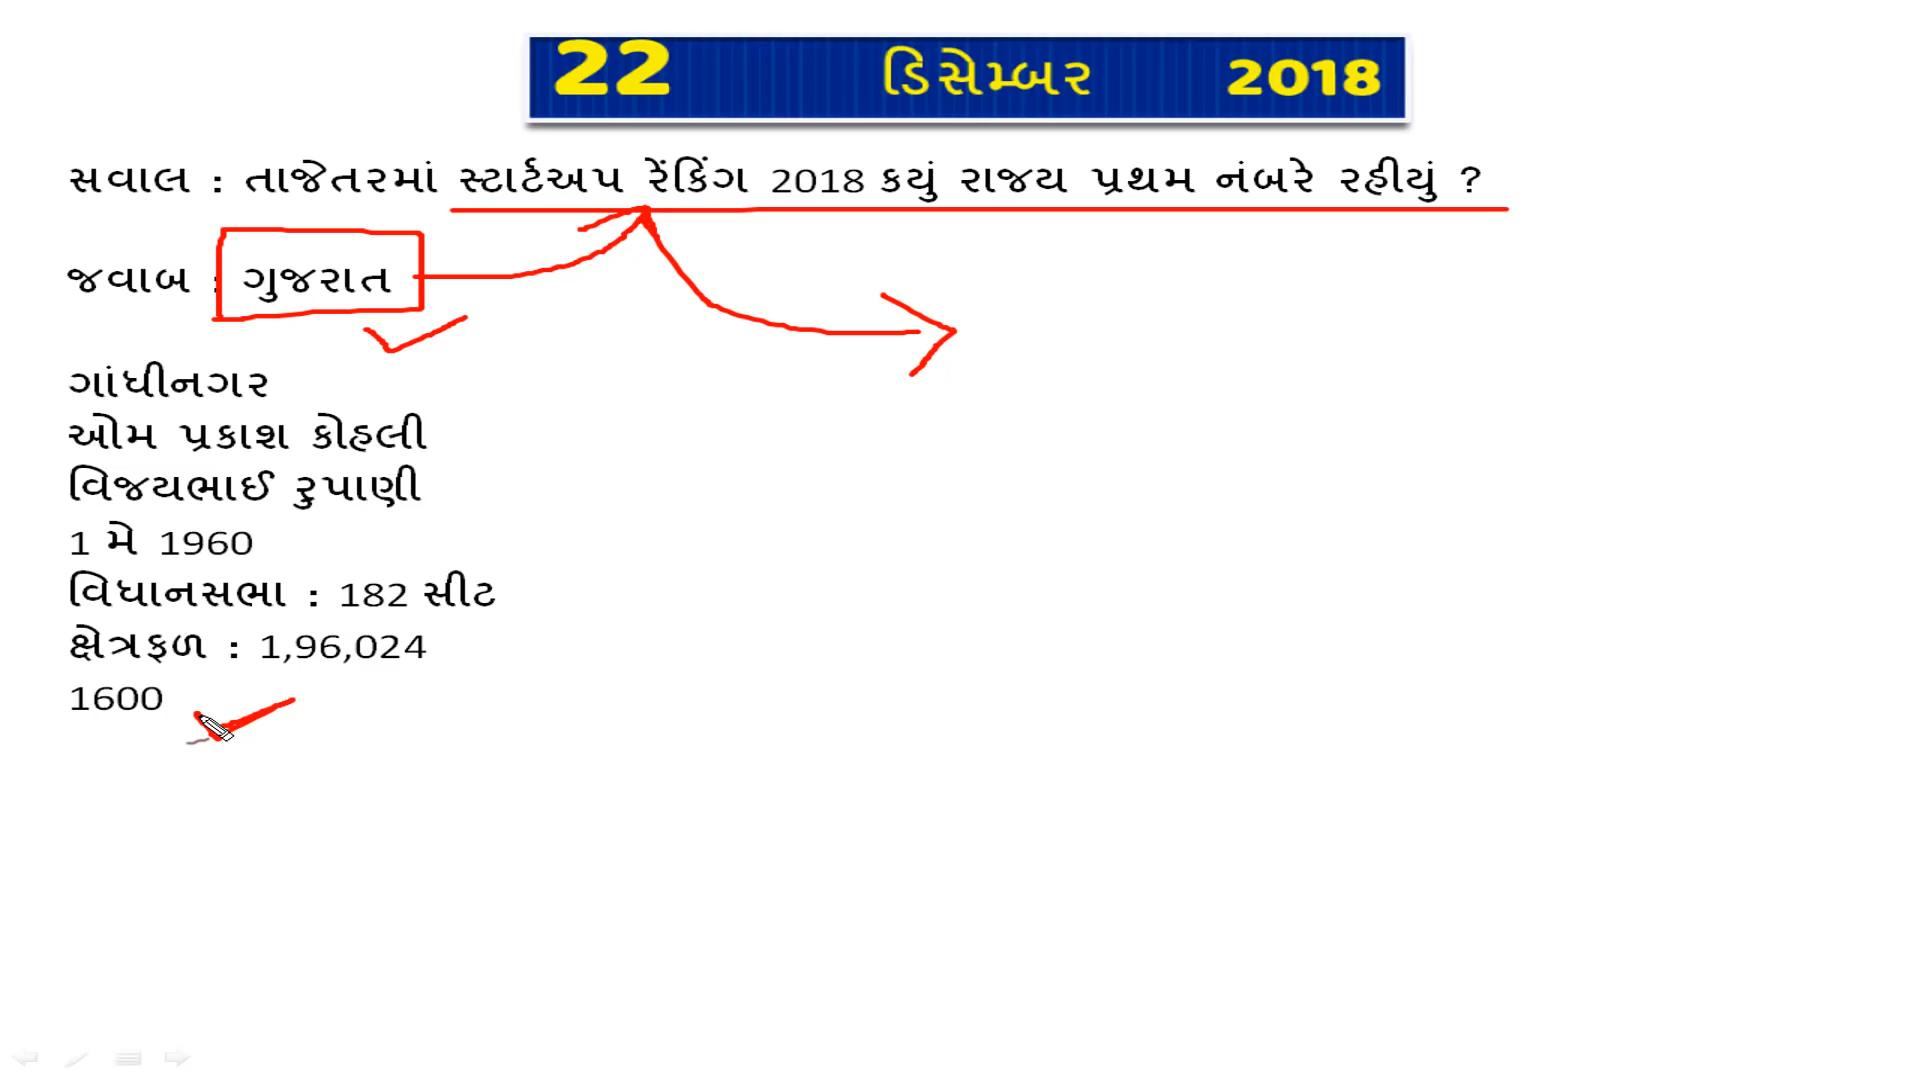 22 ડિસેમ્બર 2018
સવાલ : તાજેતરમાં સ્ટાર્ટઅપ રેંકિંગ 2018 કયું રાજય પ્રથમ નંબરે રહીયું ?
જવાબ : ગુજરાત
ગાંધીનગર
ઓમ પ્રકાશ કોહલી
વિજયભાઈ રુપાણી
1 મે 1960
વિધાનસભા : 182 સીટ
ક્ષેત્રફળ : 1,96,024
1600